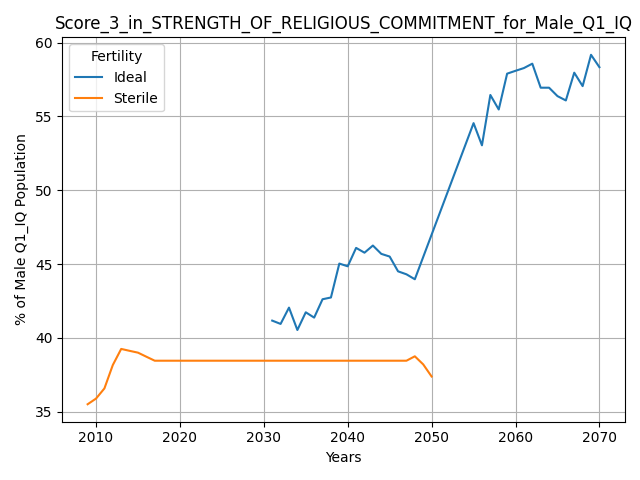 Score_3_in_STRENGTH_OF_RELIGIOUS_COMMITMENT_for_Male_Q1_IQ
60
55
50
45
40
35
% of Male Q1_IQ Population
Fertility
Ideal
Sterile
2010 2020 2030 2040 2050 2060 2070
Years